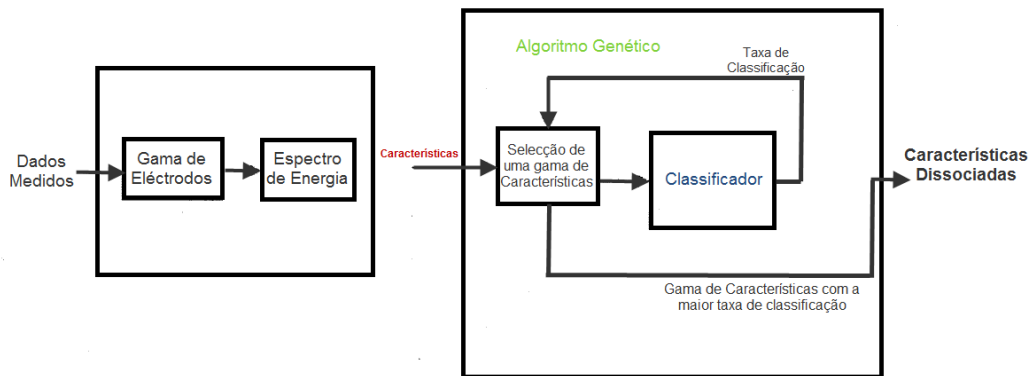 Dados
Medidos
Gama de
Eléctrodos
Espectro
de Energia
Características
Algoritmo Genético
Taxa de
Classificação
Selecção de
uma gama de
Características
Classificador
Gama de Características com a
maior taxa de classificação
Características
Dissociadas